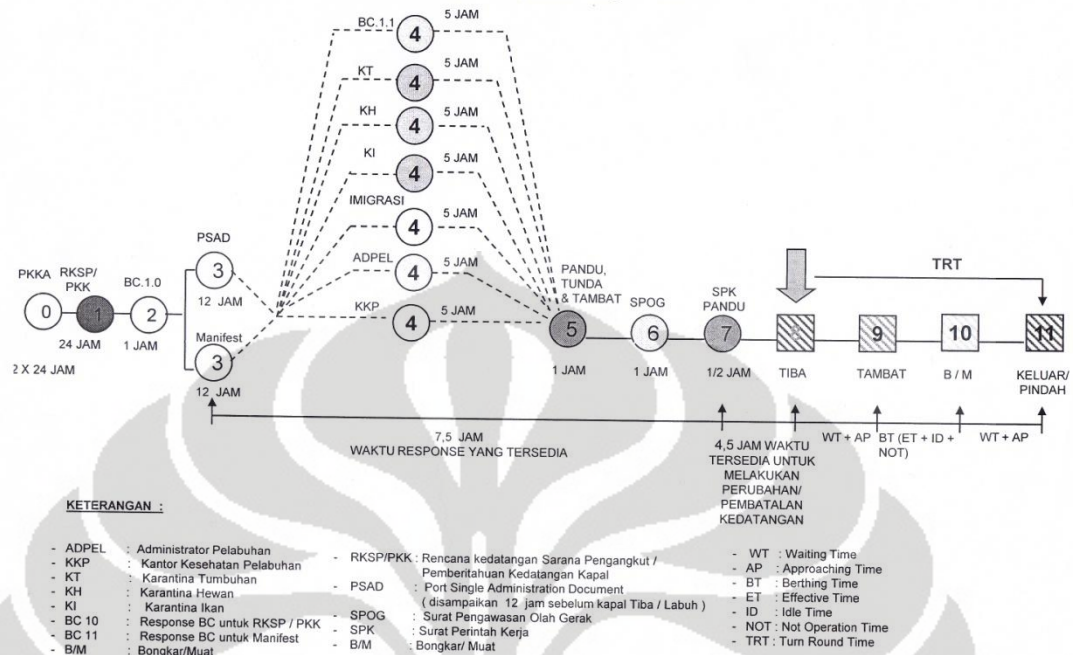 BC.1.1
4
5 JAM
KT
4
5 JAM
KH
4
5 JAM
KI
4
5 JAM
IMIGRASI
4
5 JAM
ADPEL
4
5 JAM
KKP
4
5 JAM
PKKA
0
2 X 24 JAM
RKSP/
PKK
1
24 JAM
BC.1.0
2
1 JAM
PSAD
3
12 JAM
Manifest
3
12 JAM
PANDU,
TUNDA
& TAMBAT
5
1 JAM
SPOG
6
1 JAM
SPK
PANDU
7
1/2 JAM
TRT
TIBA
9
TAMBAT
10
B / M
11
KELUAR/
PINDAH
7,5 JAM
WAKTU RESPONSE YANG TERSEDIA
4,5 JAM WAKTU
TERSEDIA UNTUK
MELAKUKAN
PERUBAHAN/
PEMBATALAN
KEDATANGAN
WT + AP
BT (ET + ID +
NOT)
WT + AP
KETERANGAN :
- ADPEL : Administrator Pelabuhan
- KKP : Kantor Kesehatan Pelabuhan
- KT : Karantina Tumbuhan
- KH : Karantina Hewan
- KI : Karantina Ikan
- BC 10 : Response BC untuk RKSP / PKK
- BC 11 : Response BC untuk Manifest
- B/M : Bongkar/Muat
- RKSP/PKK : Rencana kedatangan Sarana Pengangkut /
Pemberitahuan Kedatangan Kapal
- PSAD : Port Single Administration Document
( disampaikan 12 jam sebelum kapal Tiba / Labuh )
- SPOG : Surat Pengawasan Olah Gerak
- SPK : Surat Perintah Kerja
- B/M : Bongkar/ Muat
- WT : Waiting Time
- AP : Approaching Time
- BT : Berthing Time
- ET : Effective Time
- ID : Idle Time
- NOT : Not Operation Time
- TRT : Turn Round Time